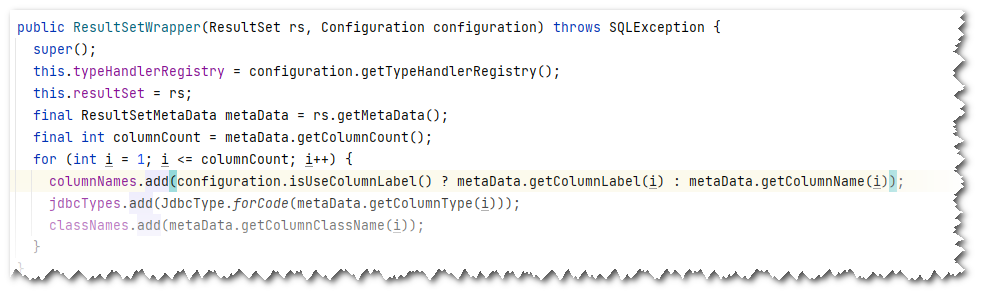 public ResultSetWrapper(ResultSet rs, Configuration configuration) throws SQLException {
super();
this.typeHandlerRegistry = configuration.getTypeHandlerRegistry();
this.resultSet = rs;
final ResultSetMetaData metaData = rs.getMetaData();
final int columnCount = metaData.getColumnCount();
for (int i = 1; i <= columnCount; i++) {
columnNames.add(configuration.isUseColumnLabel() ? metaData.getColumnLabel(i) : metaData.getColumnName(i));
jdbcTypes.add(JdbcType.forCode(metaData.getColumnType(i)));
classNames.add(metaData.getColumnClassName(i));
}
}